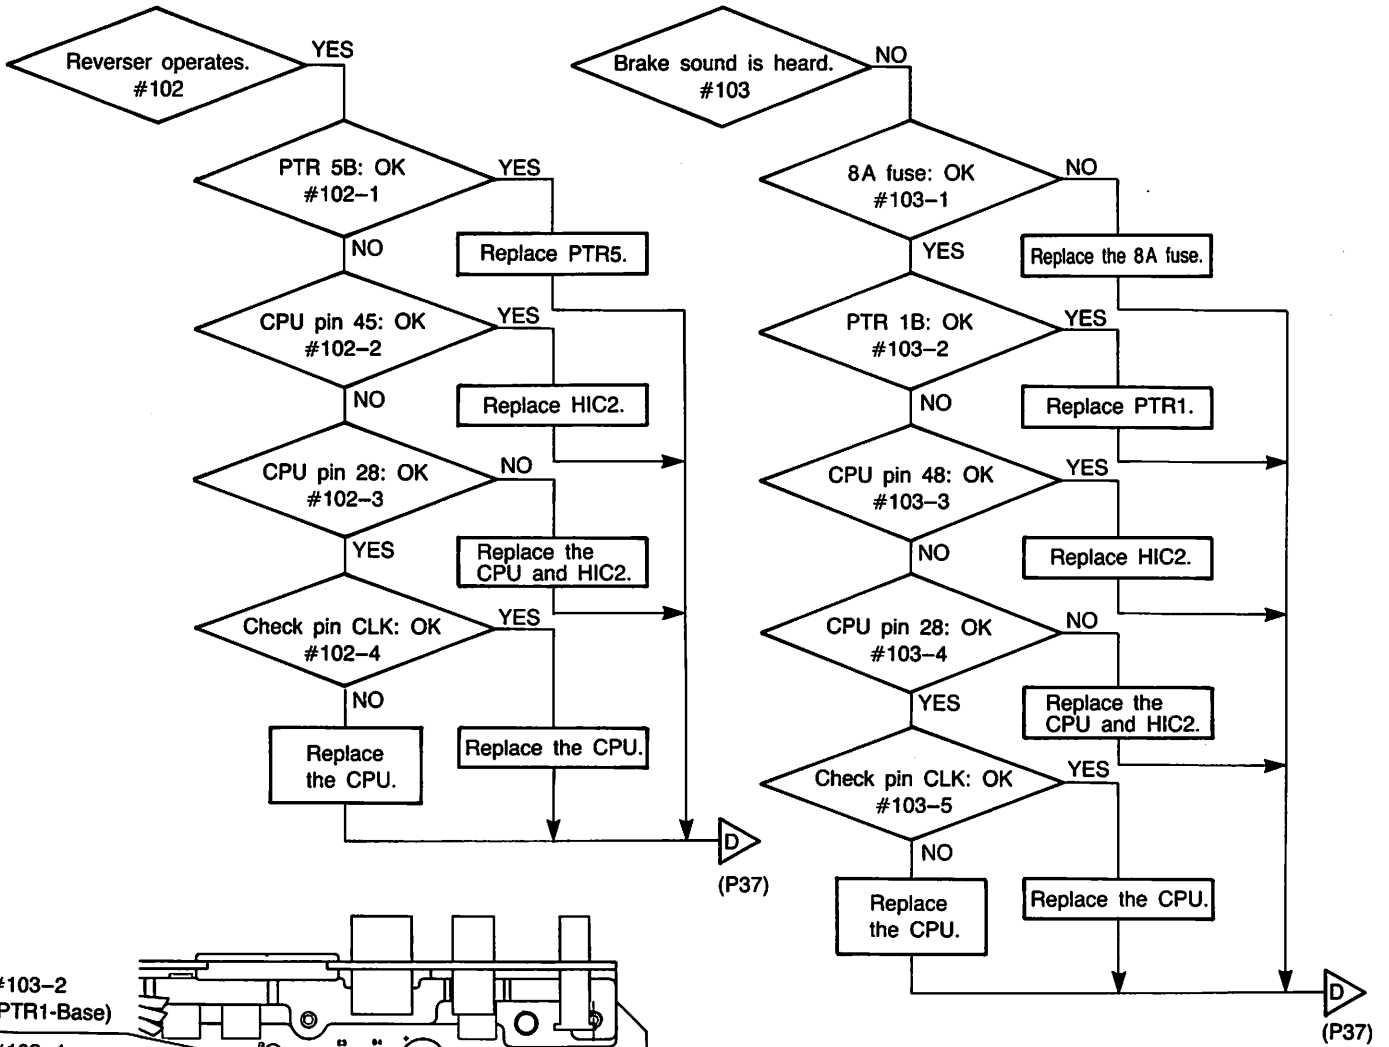 Reverser operates.
#102
YES
PTR 5B: OK
#102–1
YES
Replace PTR5.
NO
CPU pin 45: OK
#102–2
YES
Replace HIC2.
NO
CPU pin 28: OK
#102–3
NO
Replace the
CPU and HIC2.
YES
Check pin CLK: OK
#102–4
YES
Replace the CPU.
NO
Replace
the CPU.
D
(P37)
Brake sound is heard.
#103
NO
8A fuse: OK
#103–1
NO
Replace the 8A fuse.
YES
PTR 1B: OK
#103–2
YES
Replace PTR1.
NO
CPU pin 48: OK
#103–3
YES
Replace HIC2.
NO
CPU pin 28: OK
#103–4
NO
Replace the
CPU and HIC2.
YES
Check pin CLK: OK
#103–5
YES
Replace the CPU.
NO
Replace
the CPU.
D
(P37)
#103-2
PTR1-Base)